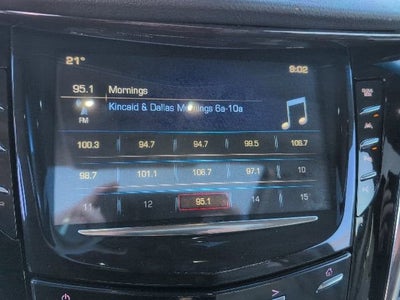 21° 9:02
95.1 Mornings
Kincaid & Dallas Mornings 6a-10a
FM
100.3 94.7 94.7 99.5 106.7
98.7 101.1 106.7 97.1 10
11 12 95.1 14 15